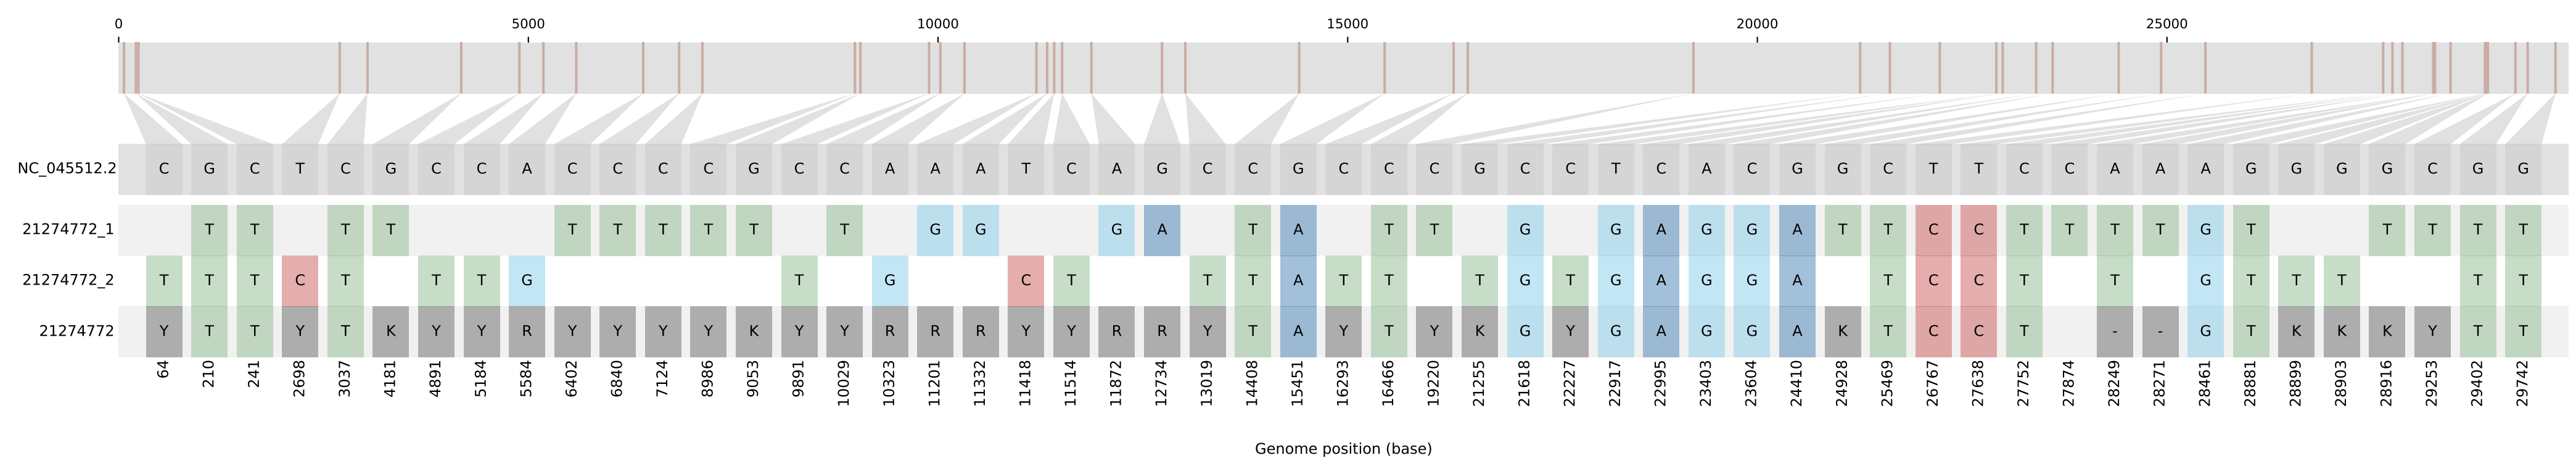 0 5000 10000 15000 20000 25000
NC_045512.2 C G C T C G C C A C C C C G C C A A A T C A G C C G C C C G C C T C A C G G C T T C C A A A G G G G C G G
21274772_1 T T T T T T T T T T G G G A T A T T G G A G G A T T C C T T T T G T T T T T
21274772_2 T T T C T T T G T G C T T T A T T T G T G A G G A T C C T T G T T T T T
21274772 Y T T Y T K Y Y R Y Y Y Y K Y Y R R R Y Y R R Y T A Y T Y K G Y G A G G A K T C C T - - G T K K K Y T T
64 210 241 2698 3037 4181 4891 5184 5584 6402 6840 7124 8986 9053 9891 10029 10323 11201 11332 11418 11514 11872 12734 13019 14408 15451 16293 16466 19220 21255 21618 22227 22917 22995 23403 23604 24410 24928 25469 26767 27638 27752 27874 28249 28271 28461 28881 28899 28903 28916 29253 29402 29742
Genome position (base)